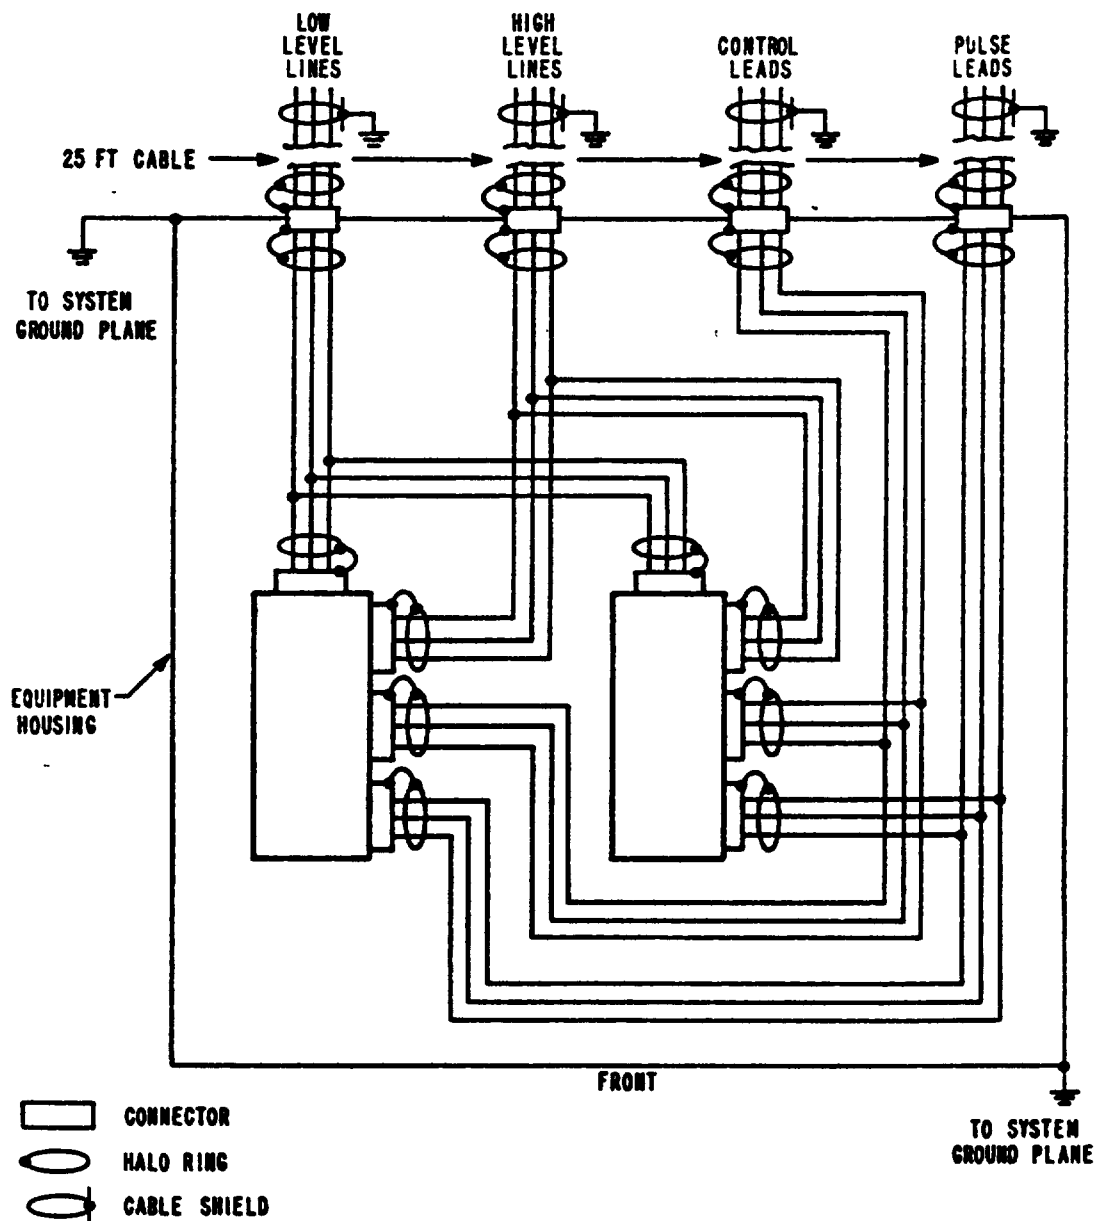 LOW
LEVEL
LINES
HIGH
LEVEL
LINES
CONTROL
LEADS
PULSE
LEADS
25 FT CABLE
TO SYSTEM
GROUND PLANE
EQUIPMENT
HOUSING
FRONT
TO SYSTEM
GROUND PLANE
CONNECTOR
HALO RING
CABLE SHIELD